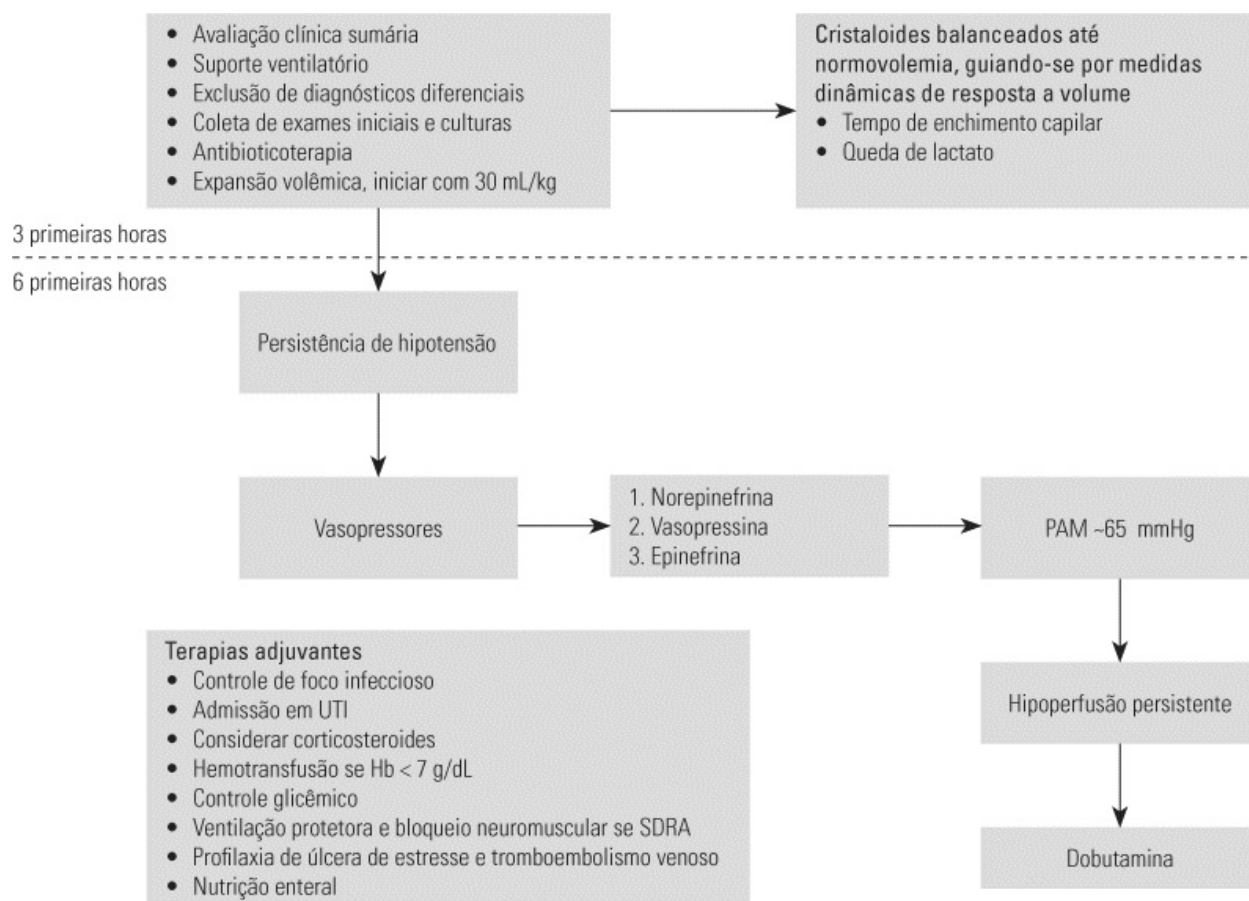 • Avaliação clínica sumária
• Suporte ventilatório
• Exclusão de diagnósticos diferenciais
• Coleta de exames iniciais e culturas
• Antibioticoterapia
• Expansão volêmica, iniciar com 30 mL/kg
Cristaloides balanceados até
normovolemia, guiando-se por medidas
dinâmicas de resposta a volume
• Tempo de enchimento capilar
• Queda de lactato
3 primeiras horas
6 primeiras horas
Persistência de hipotensão
Vasopressores
1. Norepinefrina
2. Vasopressina
3. Epinefrina
PAM ~65 mmHg
Hipoperfusão persistente
Dobutamina
Terapias adjuvantes
• Controle de foco infeccioso
• Admissão em UTI
• Considerar corticosteroides
• Hemotransfusão se Hb < 7 g/dL
• Controle glicêmico
• Ventilação protetora e bloqueio neuromuscular se SDRA
• Profilaxia de úlcera de estresse e tromboembolismo venoso
• Nutrição enteral